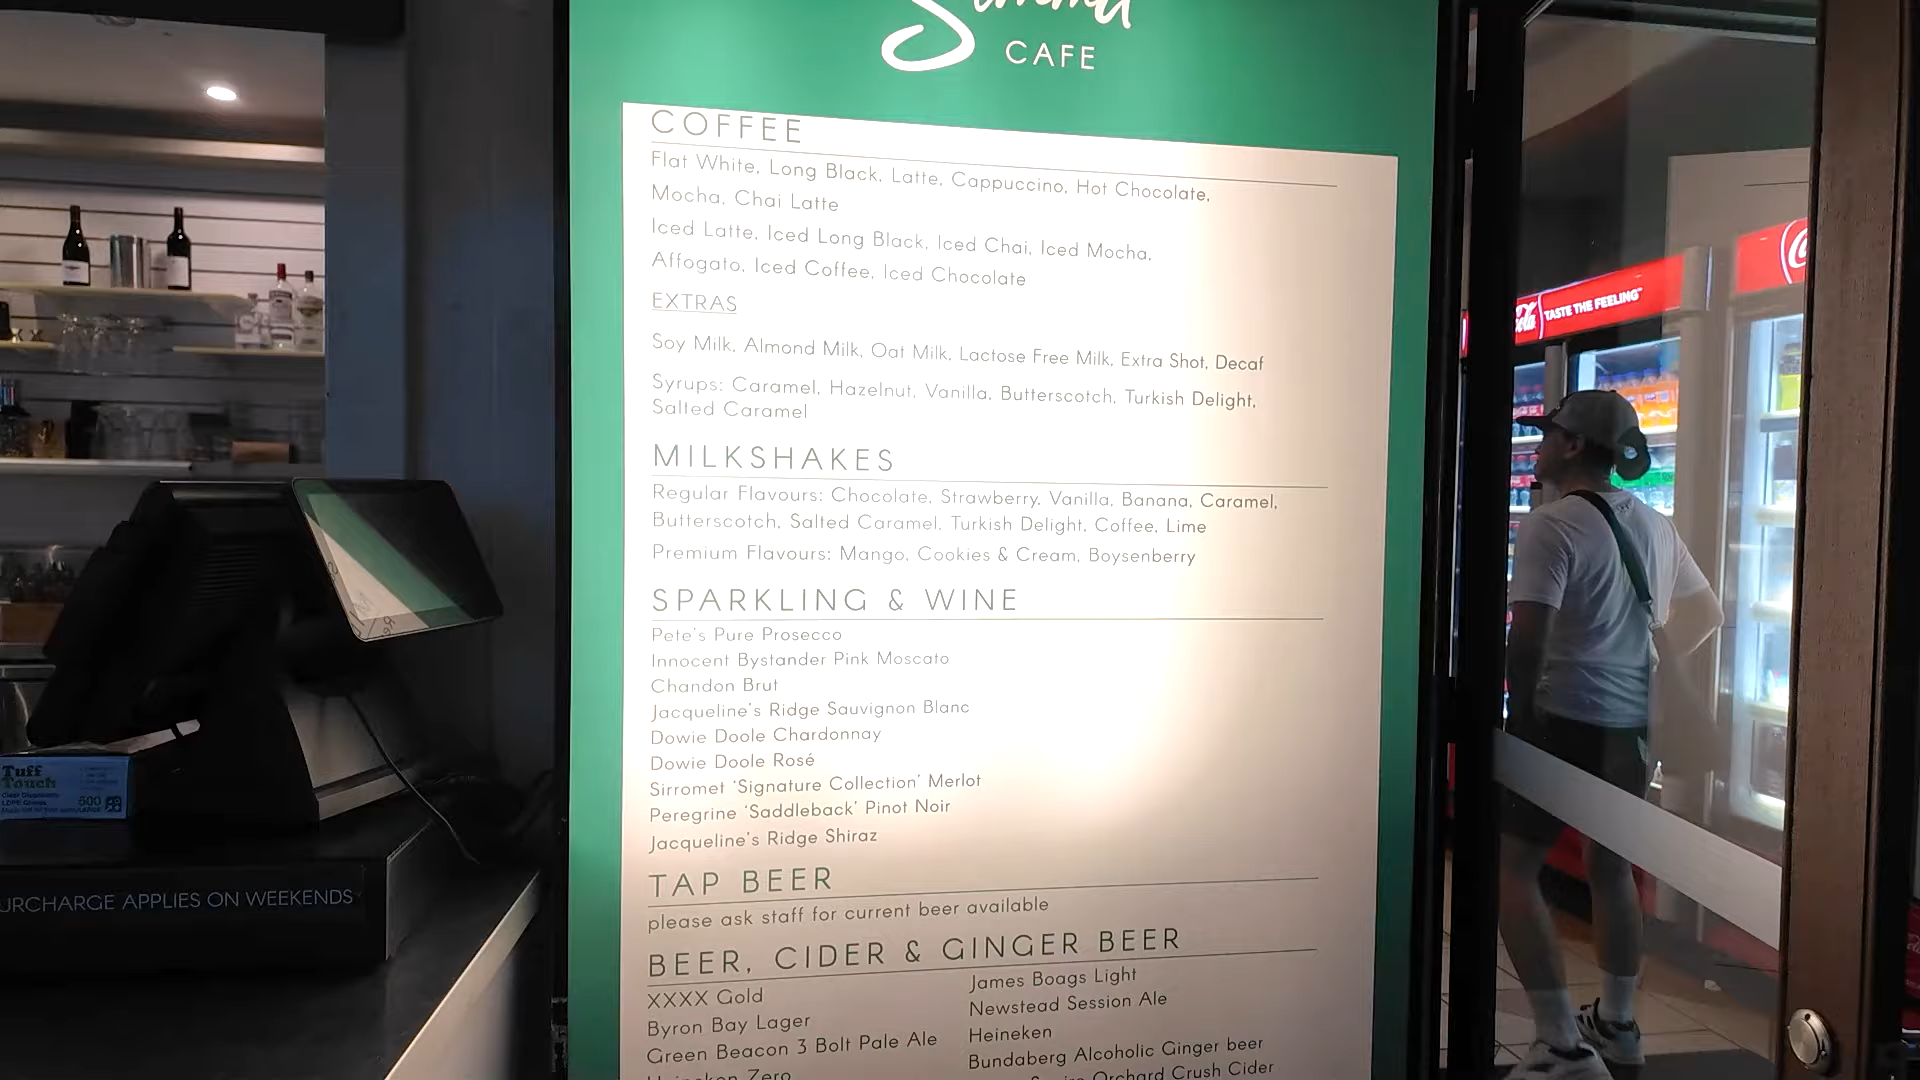 CAFE
COFFEE
Flat White, Long Black, Latte, Cappuccino, Hot Chocolate,
Mocha, Chai Latte
Iced Latte, Iced Long Black, Iced Chai, Iced Mocha,
Affogato, Iced Coffee, Iced Chocolate
EXTRAS
Soy Milk, Almond Milk, Oat Milk, Lactose Free Milk, Extra Shot, Decaf
Syrups: Caramel, Hazelnut, Vanilla, Butterscotch, Turkish Delight,
Salted Caramel
MILKSHAKES
Regular Flavours: Chocolate, Strawberry, Vanilla, Banana, Caramel,
Butterscotch, Salted Caramel, Turkish Delight, Coffee, Lime
Premium Flavours: Mango, Cookies & Cream, Boysenberry
SPARKLING & WINE
Pete's Pure Prosecco
Innocent Bystander Pink Moscato
Chandon Brut
Jacqueline's Ridge Sauvignon Blanc
Dowie Doole Chardonnay
Dowie Doole Rosé
Sirromet 'Signature Collection' Merlot
Peregrine 'Saddleback' Pinot Noir
Jacqueline's Ridge Shiraz
TAP BEER
please ask staff for current beer available
BEER, CIDER & GINGER BEER
XXXX Gold
Byron Bay Lager
Green Beacon 3 Bolt Pale Ale
Heineken Zero
James Boags Light
Newstead Session Ale
Heineken
Bundaberg Alcoholic Ginger beer
Orchard Crush Cider
TASTE THE FEELING
Tuff
Touch
500
APPLIES ON WEEKENDS